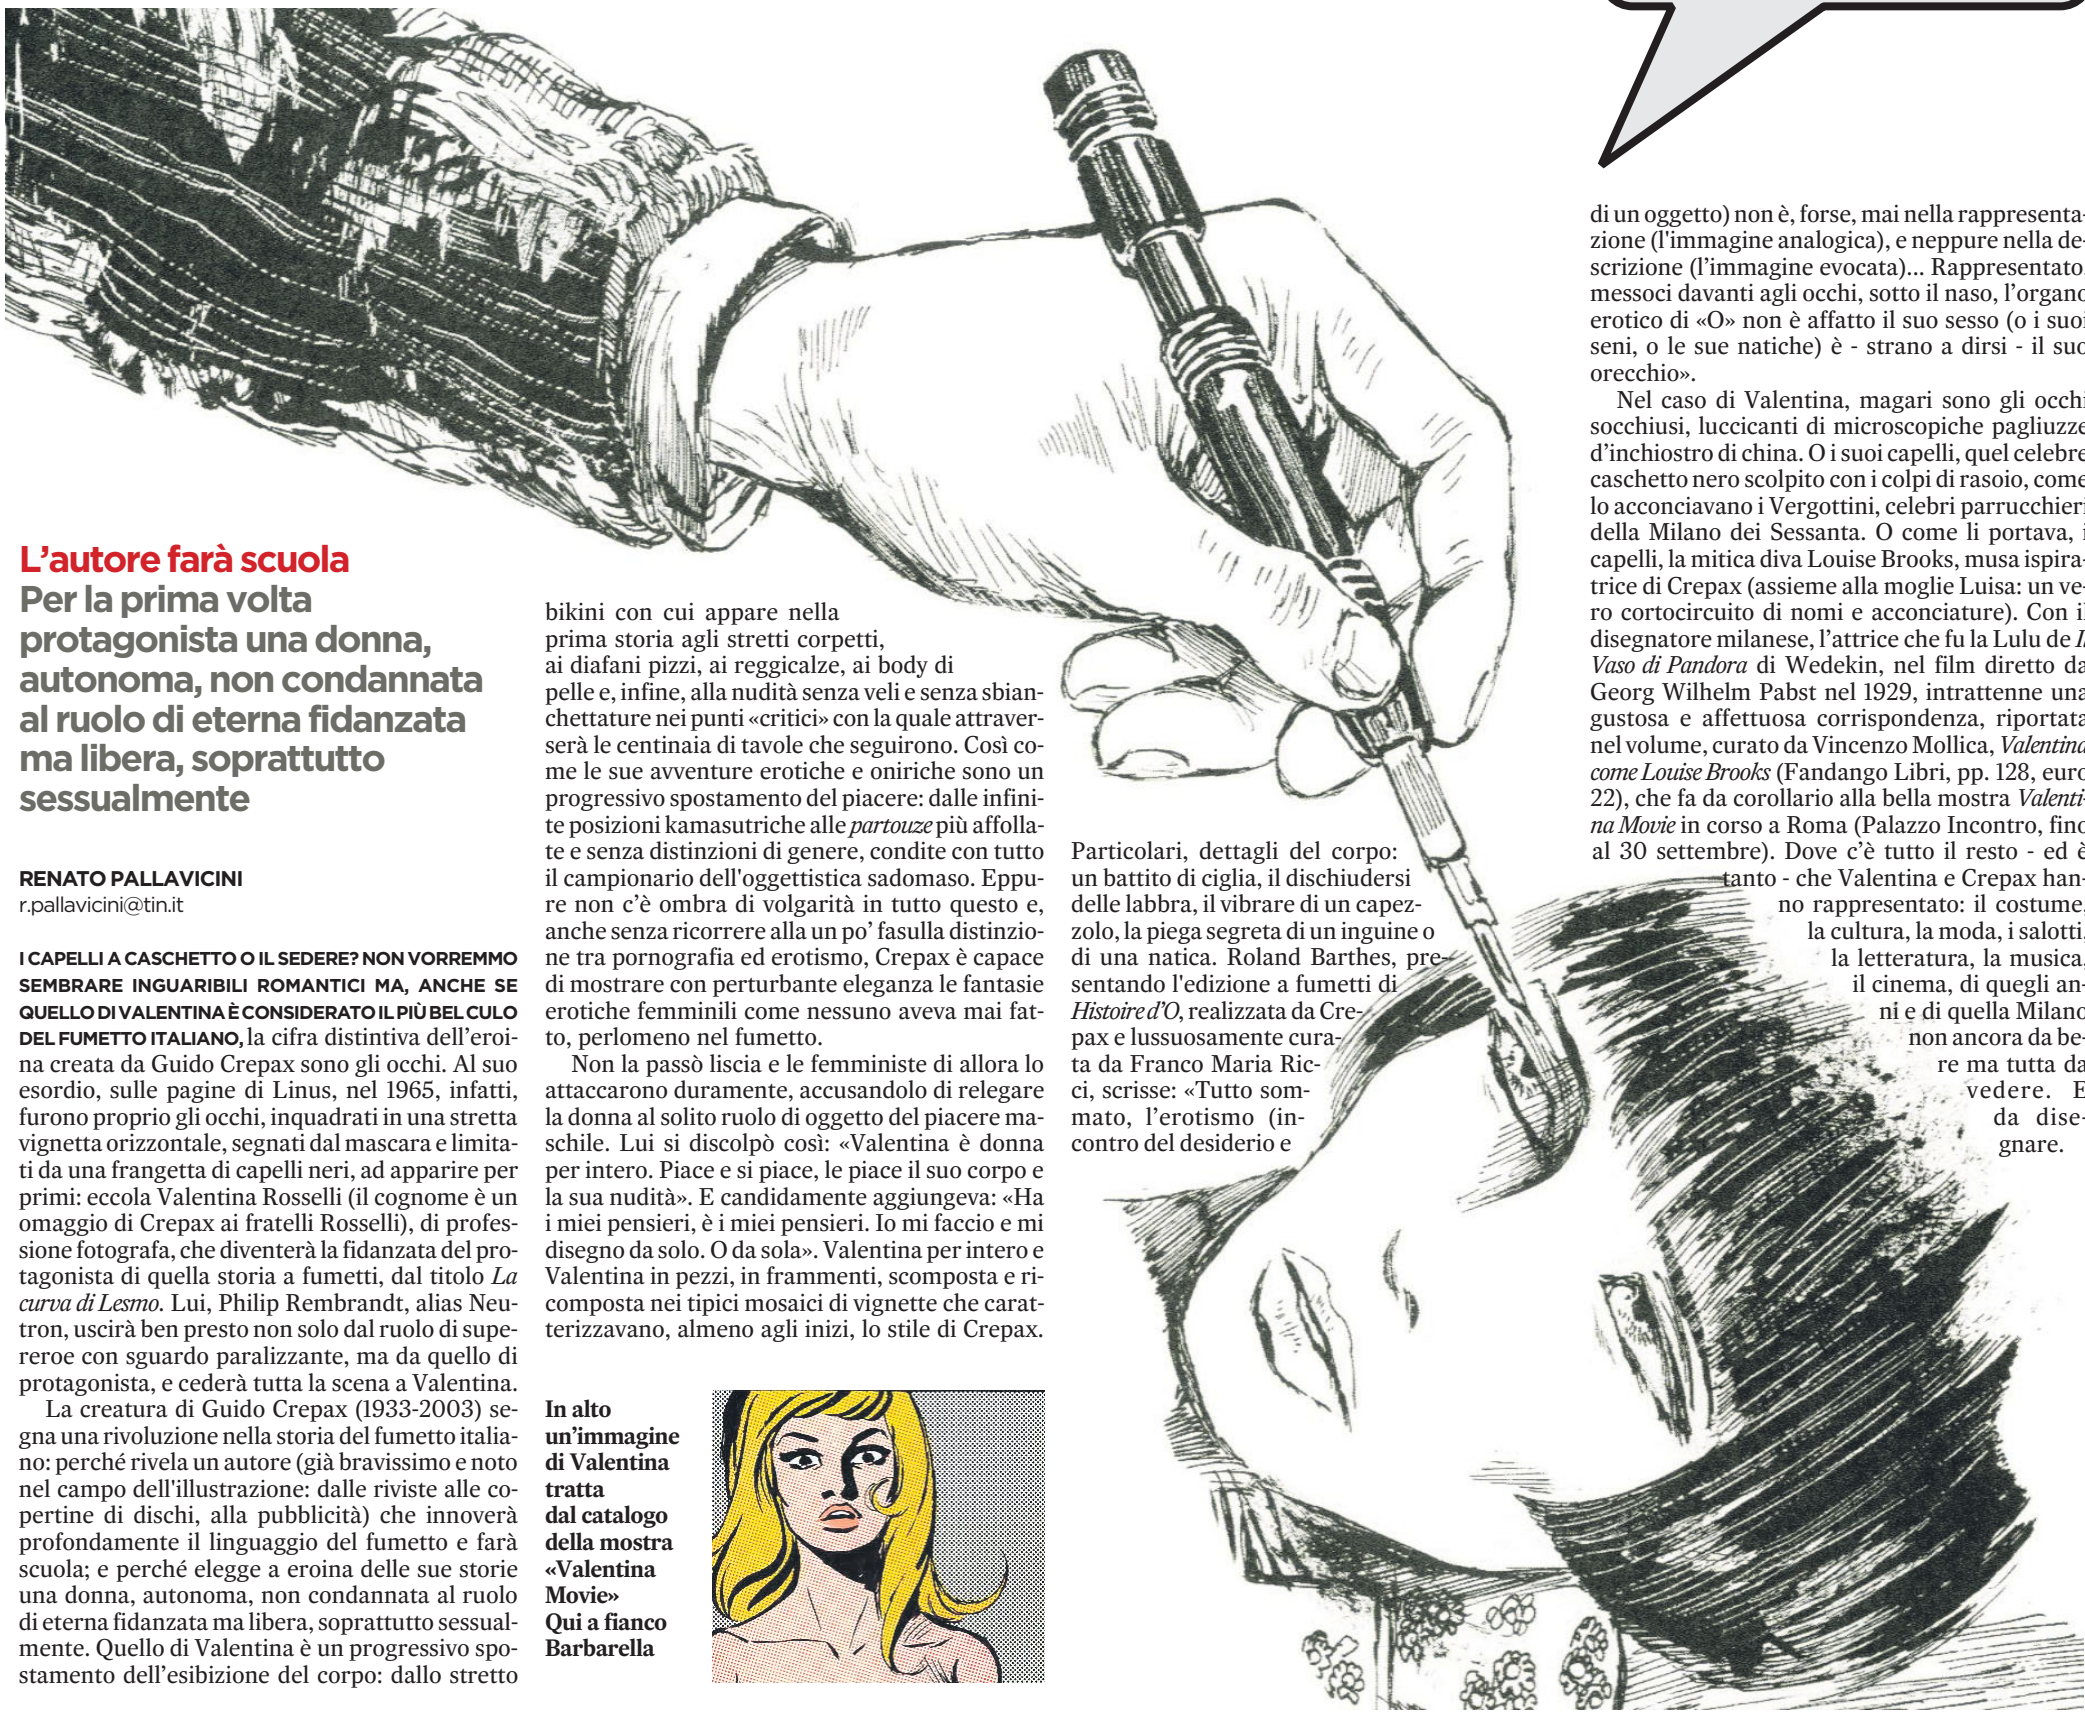 L’autore farà scuola
Per la prima volta
protagonista una donna,
autonoma, non condannata
al ruolo di eterna fidanzata
ma libera, soprattutto
sessualmente
RENATO PALLAVICINI
r.pallavicini@tin.it
I CAPELLI A CASCHETTO O IL SEDERE? NON VORREMMO
SEMBRARE INGUARIBILI ROMANTICI MA, ANCHE SE
QUELLO DI VALENTINA È CONSIDERATO IL PIÙ BEL CULO
DEL FUMETTO ITALIANO, la cifra distintiva dell’eroi-
na creata da Guido Crepax sono gli occhi. Al suo
esordio, sulle pagine di Linus, nel 1965, infatti,
furono proprio gli occhi, inquadrati in una stretta
vignetta orizzontale, segnati dal mascara e limita-
ti da una frangetta di capelli neri, ad apparire per
primi: eccola Valentina Rosselli (il cognome è un
omaggio di Crepax ai fratelli Rosselli), di profes-
sione fotografa, che diventerà la fidanzata del pro-
tagonista di quella storia a fumetti, dal titolo La
curva di Lesmo. Lui, Philip Rembrandt, alias Neu-
tron, uscirà ben presto non solo dal ruolo di supe-
reroe con sguardo paralizzante, ma da quello di
protagonista, e cederà tutta la scena a Valentina.
La creatura di Guido Crepax (1933-2003) se-
gna una rivoluzione nella storia del fumetto italia-
no: perché rivela un autore (già bravissimo e noto
nel campo dell'illustrazione: dalle riviste alle co-
pertine di dischi, alla pubblicità) che innoverà
profondamente il linguaggio del fumetto e farà
scuola; e perché elegge a eroina delle sue storie
una donna, autonoma, non condannata al ruolo
di eterna fidanzata ma libera, soprattutto sessual-
mente. Quello di Valentina è un progressivo spo-
stamento dell’esibizione del corpo: dallo stretto
bikini con cui appare nella
prima storia agli stretti corpetti,
ai diafani pizzi, ai reggicalze, ai body di
pelle e, infine, alla nudità senza veli e senza sbian-
chettature nei punti «critici» con la quale attraver-
serà le centinaia di tavole che seguirono. Così co-
me le sue avventure erotiche e oniriche sono un
progressivo spostamento del piacere: dalle infini-
te posizioni kamasutriche alle partouze più affolla-
te e senza distinzioni di genere, condite con tutto
il campionario dell'oggettistica sadomaso. Eppu-
re non c’è ombra di volgarità in tutto questo e,
anche senza ricorrere alla un po’ fasulla distinzio-
ne tra pornografia ed erotismo, Crepax è capace
di mostrare con perturbante eleganza le fantasie
erotiche femminili come nessuno aveva mai fat-
to, perlomeno nel fumetto.
Non la passò liscia e le femministe di allora lo
attaccarono duramente, accusandolo di relegare
la donna al solito ruolo di oggetto del piacere ma-
schile. Lui si discolpò così: «Valentina è donna
per intero. Piace e si piace, le piace il suo corpo e
la sua nudità». E candidamente aggiungeva: «Ha
i miei pensieri, è i miei pensieri. Io mi faccio e mi
disegno da solo. O da sola». Valentina per intero e
Valentina in pezzi, in frammenti, scomposta e ri-
composta nei tipici mosaici di vignette che carat-
terizzavano, almeno agli inizi, lo stile di Crepax.
In alto
un’immagine
di Valentina
tratta
dal catalogo
della mostra
«Valentina
Movie»
Qui a fianco
Barbarella
Particolari, dettagli del corpo:
un battito di ciglia, il dischiudersi
delle labbra, il vibrare di un capez-
zolo, la piega segreta di un inguine o
di una natica. Roland Barthes, pre-
sentando l'edizione a fumetti di
Histoire d’O, realizzata da Cre-
pax e lussuosamente cura-
ta da Franco Maria Ric-
ci, scrisse: «Tutto som-
mato, l’erotismo (in-
contro del desiderio e
di un oggetto) non è, forse, mai nella rappresenta-
zione (l'immagine analogica), e neppure nella de-
scrizione (l’immagine evocata)... Rappresentato,
messoci davanti agli occhi, sotto il naso, l’organo
erotico di «O» non è affatto il suo sesso (o i suoi
seni, o le sue natiche) è - strano a dirsi - il suo
orecchio».
Nel caso di Valentina, magari sono gli occhi
socchiusi, luccicanti di microscopiche pagliuzze
d’inchiostro di china. O i suoi capelli, quel celebre
caschetto nero scolpito con i colpi di rasoio, come
lo acconciavano i Vergottini, celebri parrucchieri
della Milano dei Sessanta. O come li portava, i
capelli, la mitica diva Louise Brooks, musa ispira-
trice di Crepax (assieme alla moglie Luisa: un ve-
ro cortocircuito di nomi e acconciature). Con il
disegnatore milanese, l’attrice che fu la Lulu de Il
Vaso di Pandora di Wedekin, nel film diretto da
Georg Wilhelm Pabst nel 1929, intrattenne una
gustosa e affettuosa corrispondenza, riportata
nel volume, curato da Vincenzo Mollica, Valentina
come Louise Brooks (Fandango Libri, pp. 128, euro
22), che fa da corollario alla bella mostra Valenti-
na Movie in corso a Roma (Palazzo Incontro, fino
al 30 settembre). Dove c’è tutto il resto - ed è
tanto - che Valentina e Crepax han-
no rappresentato: il costume,
la cultura, la moda, i salotti,
la letteratura, la musica,
il cinema, di quegli an-
ni e di quella Milano
non ancora da be-
re ma tutta da
vedere. E
da dise-
gnare.